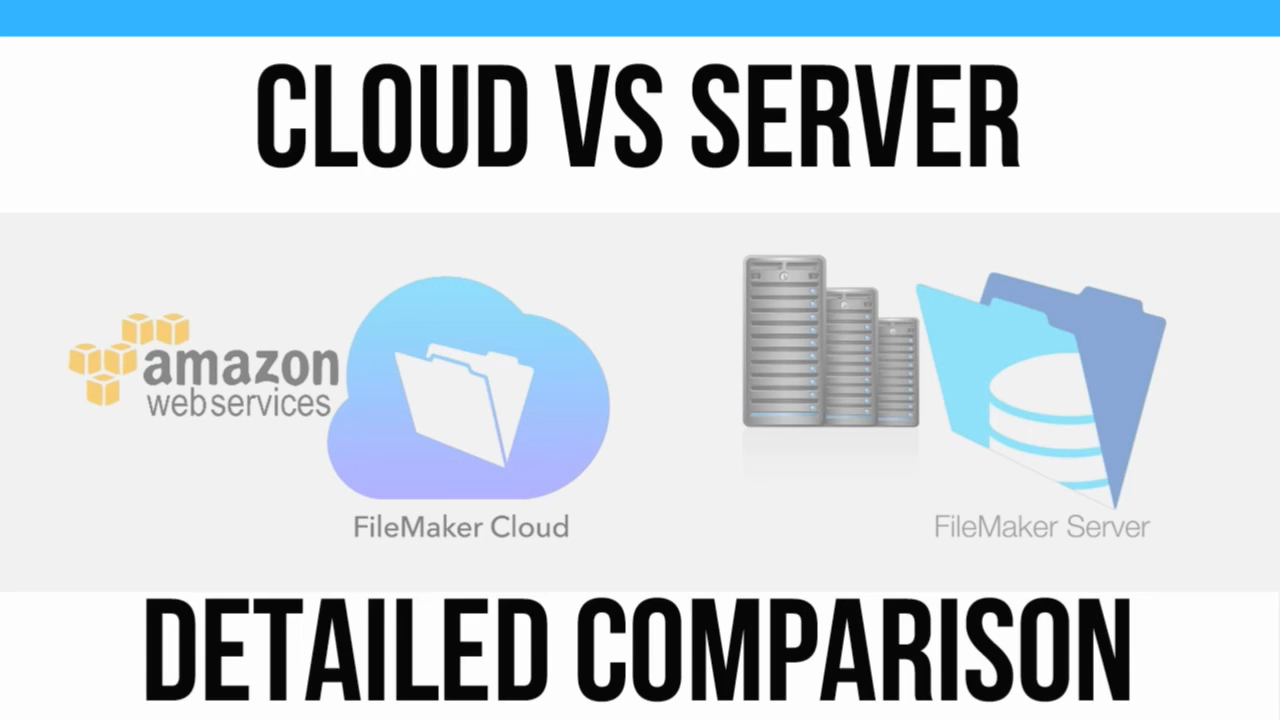 CLOUD VS SERVER
amazon
webservices
FileMaker Cloud
FileMaker Server
DETAILED COMPARISON